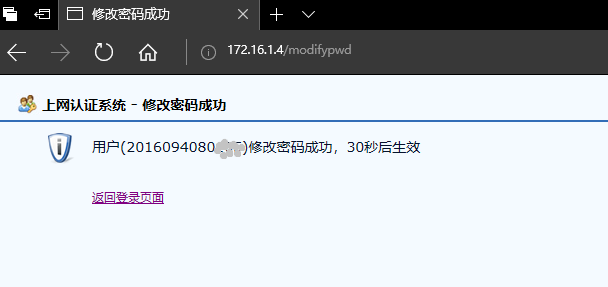 修改密码成功
172.16.1.4/modifypwd
上网认证系统 - 修改密码成功
用户(2016094080)修改密码成功，30秒后生效
返回登录页面